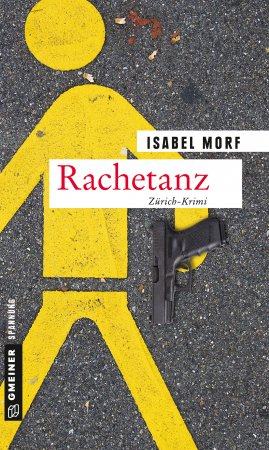 ISABEL MORF
Rachetanz
Zürich-Krimi
GMEINER SPANNUNG